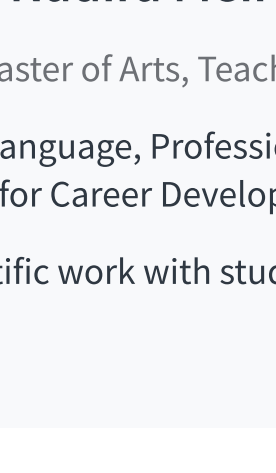 aster of Arts, Teach
anguage, Professi
for Career Develop
tific work with stud